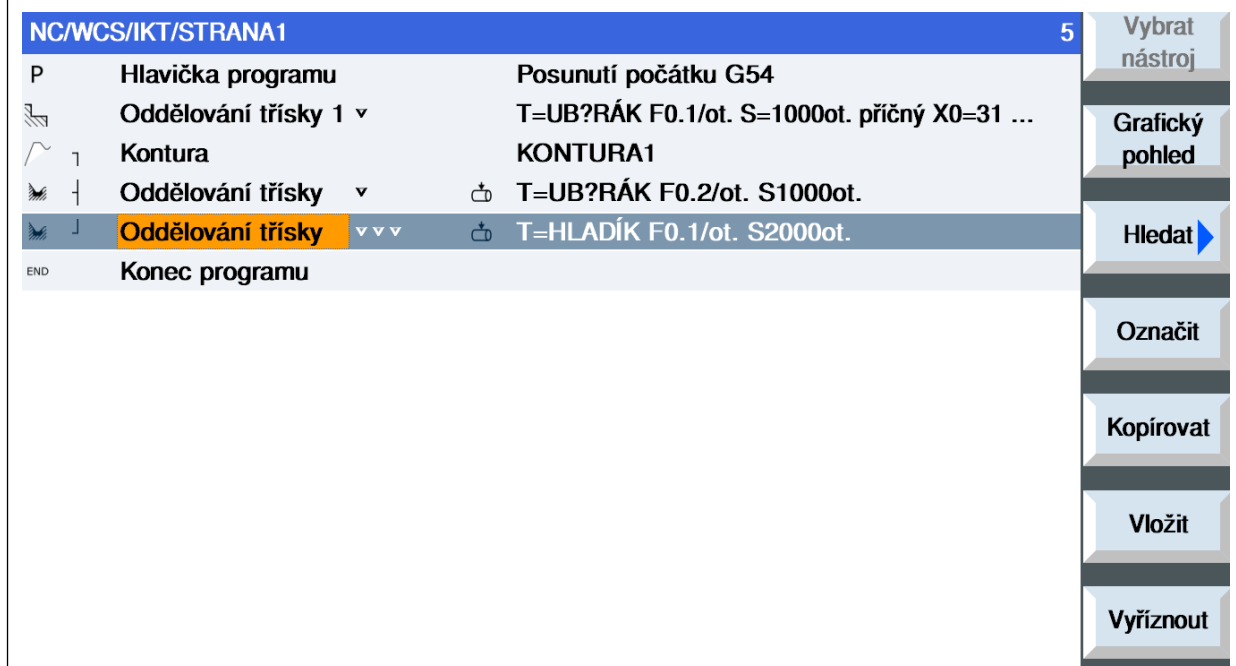 NC/WCS/IKT/STRANA1 5
P Hlavička programu Posunutí počátku G54
Oddělování třísky 1 T=UB?RÁK F0.1/ot. S=1000ot. příčný X0=31 ...
Kontura KONTURA1
Oddělování třísky T=UB?RÁK F0.2/ot. S1000ot.
Oddělování třísky T=HLADÍK F0.1/ot. S2000ot.
END Konec programu
Vybrat
nástroj
Grafický
pohled
Hledat
Označit
Kopírovat
Vložit
Vyříznout